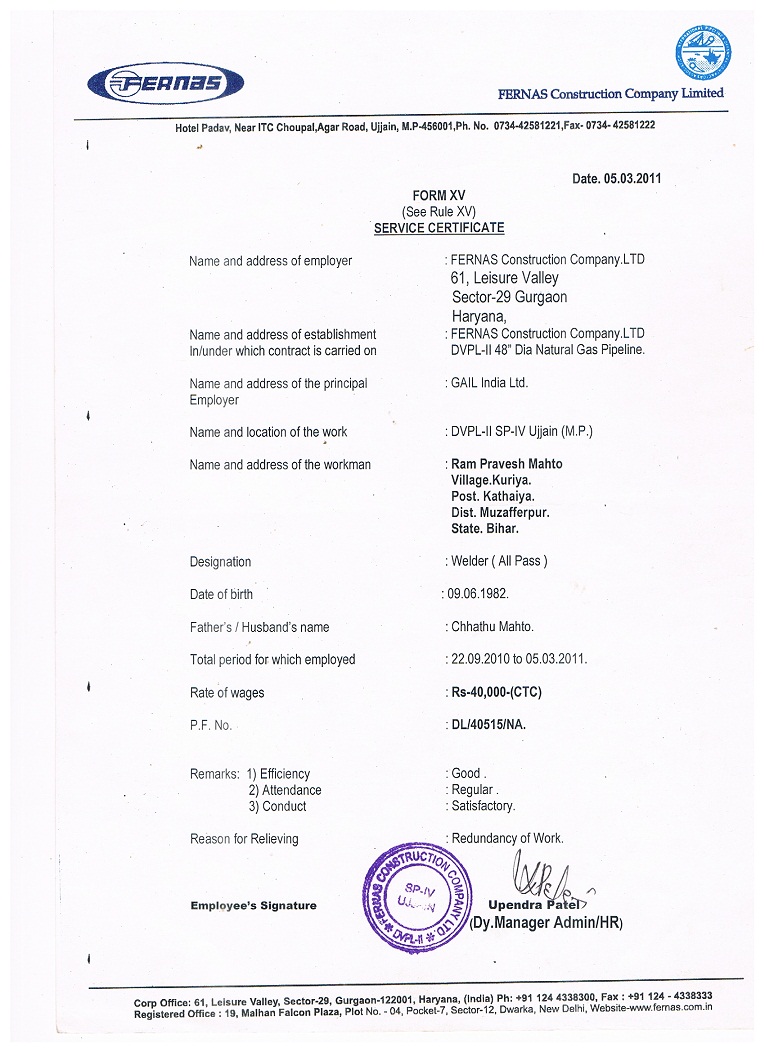 FERNAS
FERNAS Construction Company Limited
Hotel Padav, Near ITC Choupal,Agar Road, Ujjain, M.P-456001,Ph. No. 0734-42581221,Fax- 0734- 42581222
Date. 05.03.2011
FORM XV
(See Rule XV)
SERVICE CERTIFICATE
Name and address of employer : FERNAS Construction Company.LTD
61, Leisure Valley
Sector-29 Gurgaon
Haryana,
Name and address of establishment : FERNAS Construction Company.LTD
In/under which contract is carried on DVPL-II 48" Dia Natural Gas Pipeline.
Name and address of the principal : GAIL India Ltd.
Employer
Name and location of the work : DVPL-II SP-IV Ujjain (M.P.)
Name and address of the workman : Ram Pravesh Mahto
Village.Kuriya.
Post. Kathaiya.
Dist. Muzafferpur.
State. Bihar.
Designation : Welder ( All Pass )
Date of birth : 09.06.1982.
Father's / Husband's name : Chhathu Mahto.
Total period for which employed : 22.09.2010 to 05.03.2011.
Rate of wages : Rs-40,000-(CTC)
P.F. No. : DL/40515/NA.
Remarks: 1) Efficiency : Good .
2) Attendance : Regular .
3) Conduct : Satisfactory.
Reason for Relieving : Redundancy of Work.
FERNAS CONSTRUCTION COMPANY LTD.
SP-IV
DVPL-II
Employee's Signature Upendra Patel
(Dy.Manager Admin/HR)
Corp Office: 61, Leisure Valley, Sector-29, Gurgaon-122001, Haryana, (India) Ph: +91 124 4338300, Fax : +91 124 - 4338333
Registered Office : 19, Malhan Falcon Plaza, Plot No. - 04, Pocket-7, Sector-12, Dwarka, New Delhi, Website-www.fernas.com.in